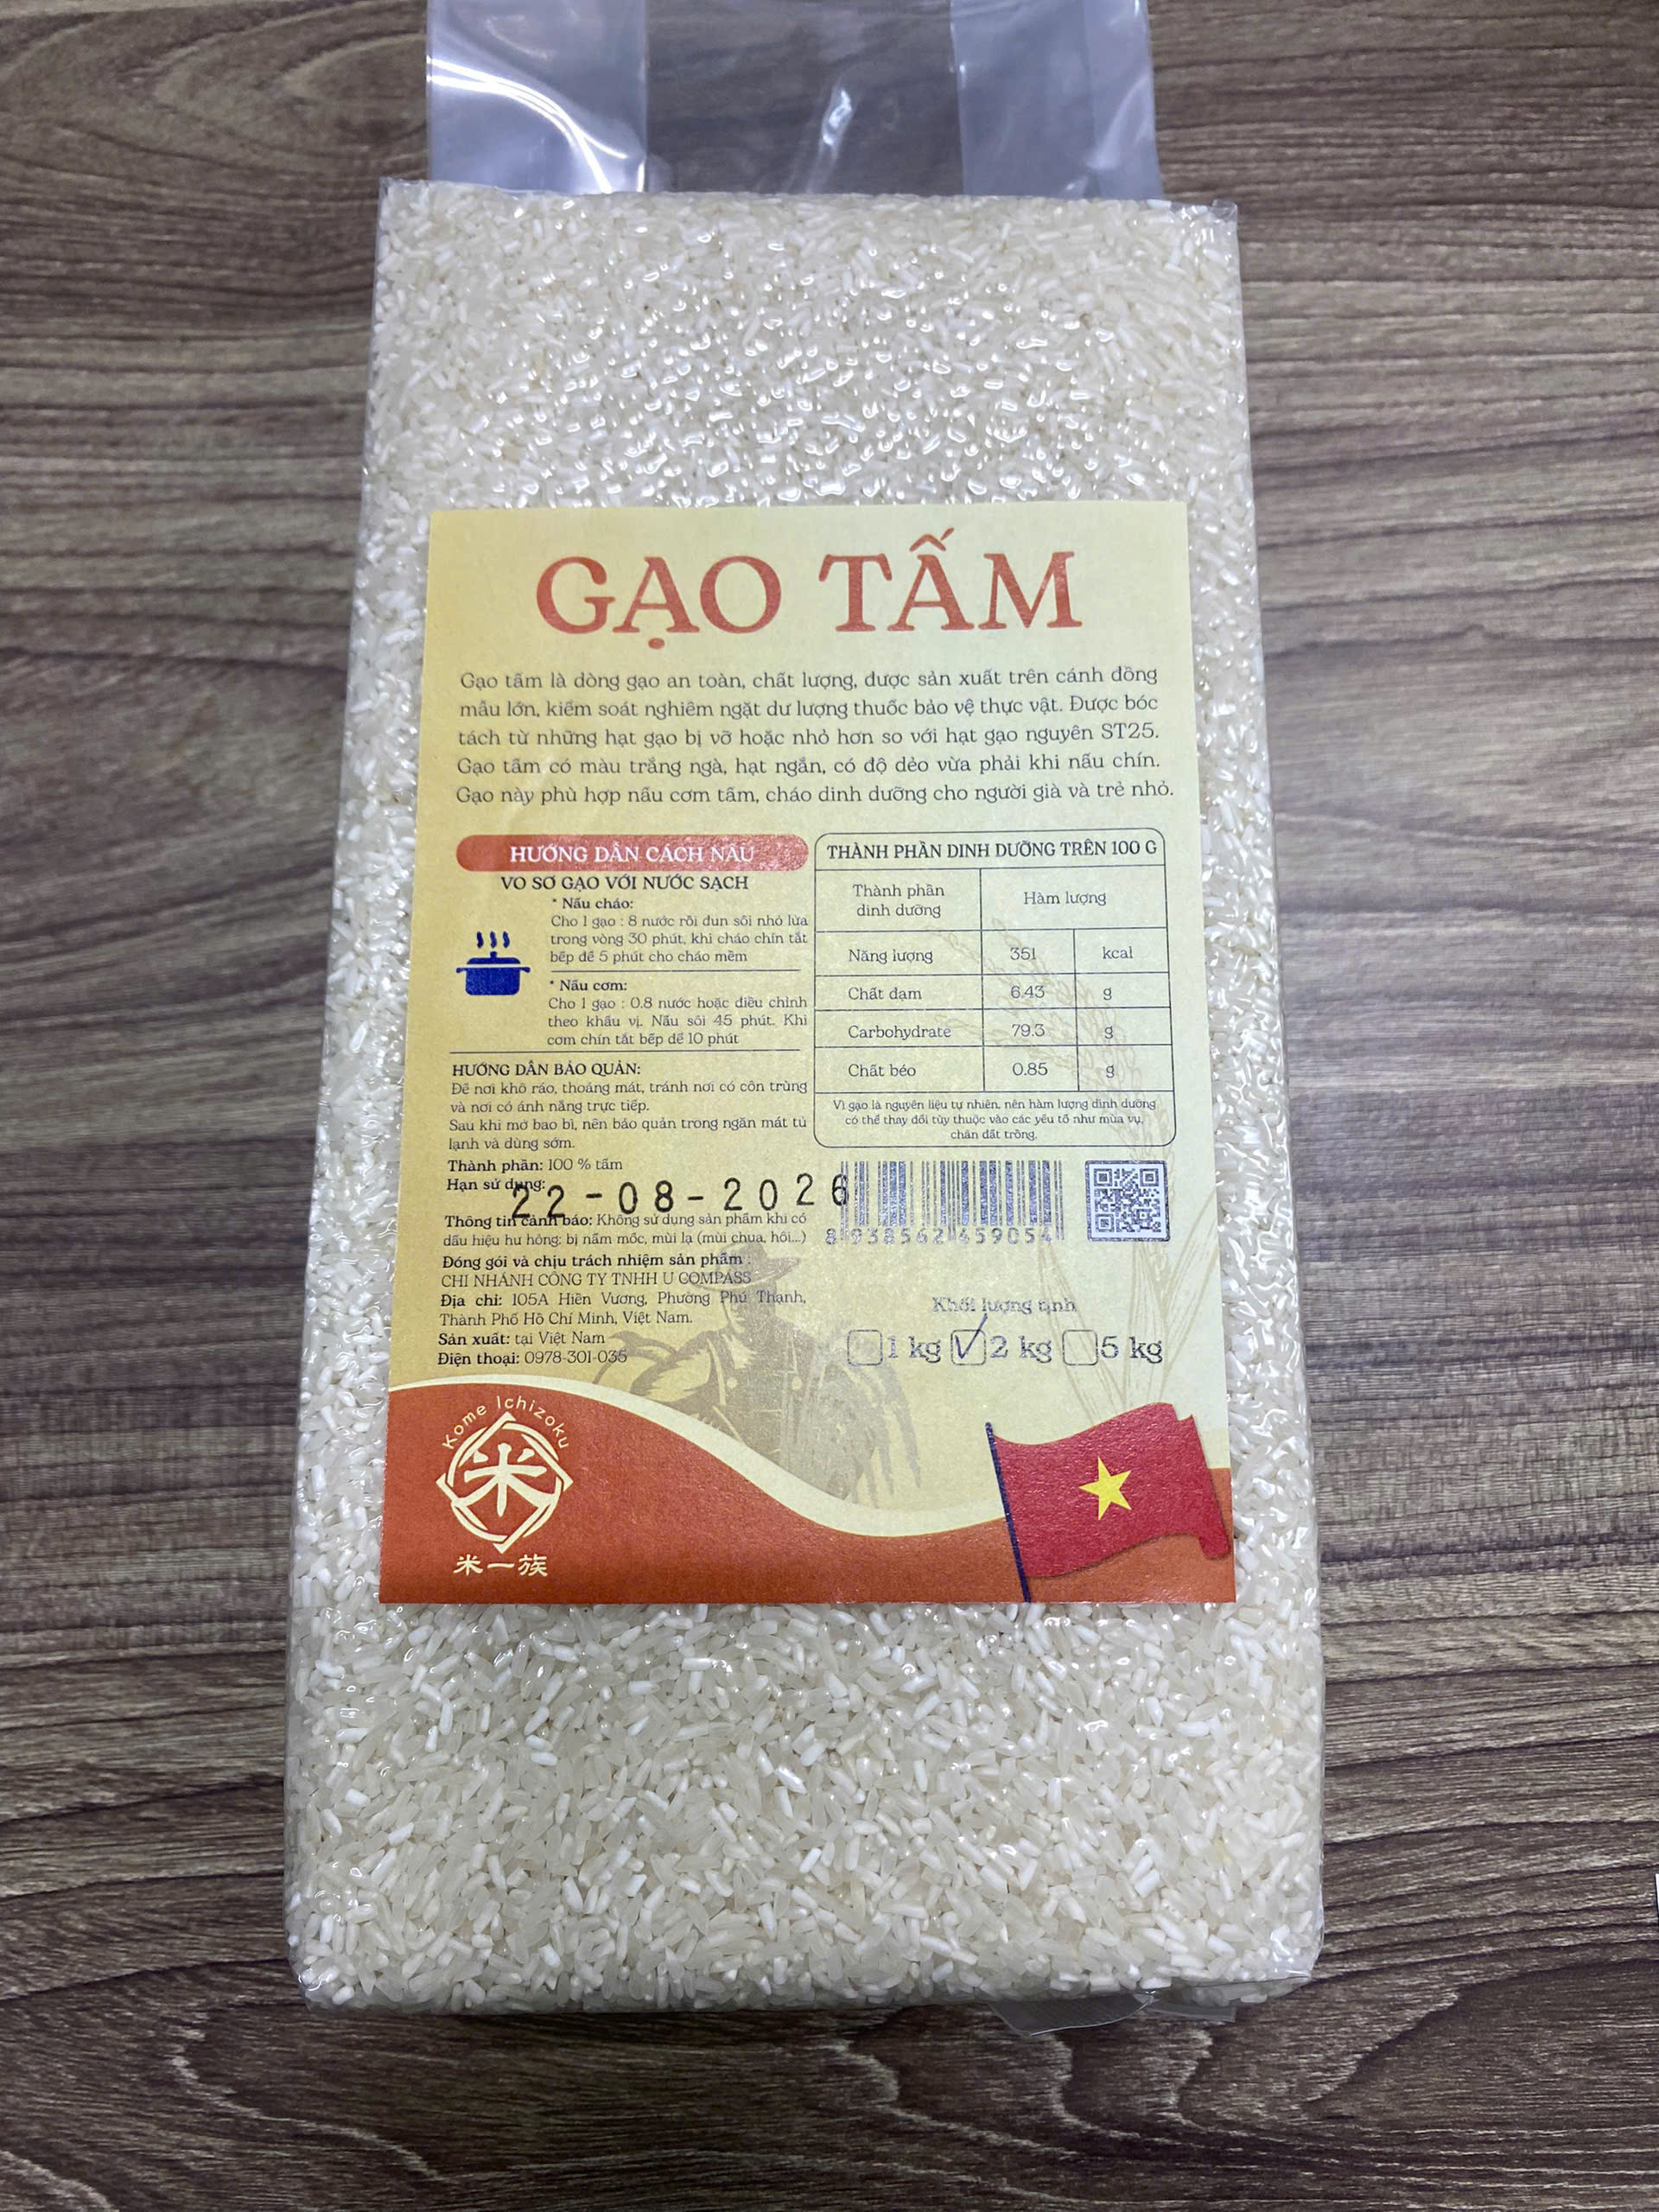 GẠO TẤM
Gạo tấm là dòng gạo an toàn, chất lượng, được sản xuất trên cánh đồng
mẫu lớn, kiểm soát nghiêm ngặt dư lượng thuốc bảo vệ thực vật. Được bóc
tách từ những hạt gạo bị vỡ hoặc nhỏ hơn so với hạt gạo nguyên ST25.
Gạo tấm có màu trắng ngà, hạt ngắn, có độ dẻo vừa phải khi nấu chín.
Gạo này phù hợp nấu cơm tấm, cháo dinh dưỡng cho người già và trẻ nhỏ.
HƯỚNG DẪN CÁCH NẤU
VO SƠ GẠO VỚI NƯỚC SẠCH
* Nấu cháo:
Cho 1 gạo : 8 nước rồi đun sôi nhỏ lửa
trong vòng 30 phút, khi cháo chín tắt
bếp để 5 phút cho cháo mềm
* Nấu cơm:
Cho 1 gạo : 0.8 nước hoặc điều chỉnh
theo khẩu vị. Nấu sôi 45 phút. Khi
cơm chín tắt bếp để 10 phút
HƯỚNG DẪN BẢO QUẢN:
Để nơi khô ráo, thoáng mát, tránh nơi có côn trùng
và nơi có ánh nắng trực tiếp.
Sau khi mở bao bì, nên bảo quản trong ngăn mát tủ
lạnh và dùng sớm.
Thành phần: 100 % tấm
Hạn sử dụng:
22-08-2026
Thông tin cảnh báo: Không sử dụng sản phẩm khi có
dấu hiệu hư hỏng: bị nấm mốc, mùi lạ (mùi chua, hôi...)
Đóng gói và chịu trách nhiệm sản phẩm :
CHI NHÁNH CÔNG TY TNHH U COMPASS
Địa chỉ: 105A Hiền Vương, Phường Phú Thạnh,
Thành Phố Hồ Chí Minh, Việt Nam.
Sản xuất: tại Việt Nam
Điện thoại: 0978-301-035
THÀNH PHẦN DINH DƯỠNG TRÊN 100 G
Thành phần dinh dưỡng Hàm lượng
Năng lượng 351 kcal
Chất đạm 6.43 g
Carbohydrate 79.3 g
Chất béo 0.85 g
Vì gạo là nguyên liệu tự nhiên, nên hàm lượng dinh dưỡng
có thể thay đổi tùy thuộc vào các yếu tố như mùa vụ,
chân đất trồng.
8 938562 459054
Khối lượng tịnh
1 kg 2 kg 5 kg
Kome Ichizoku
米
米一族